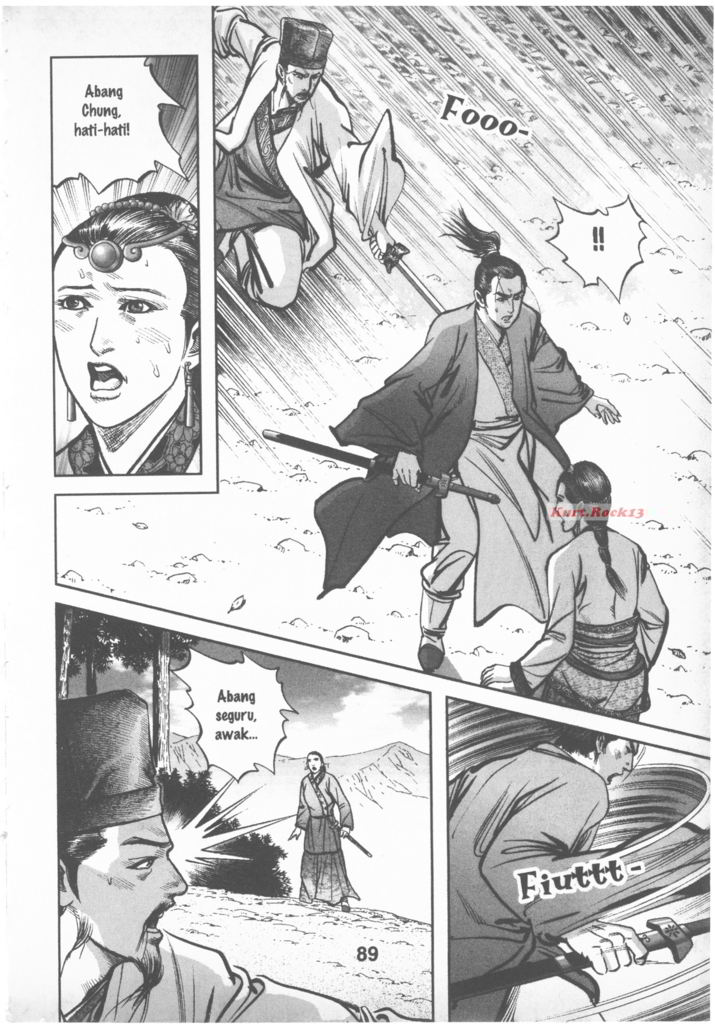 Abang
Chung,
hati-hati!
Fooo-
!!
Kurt.Rock13
Abang
seguru,
awak...
Fiuttt-
89